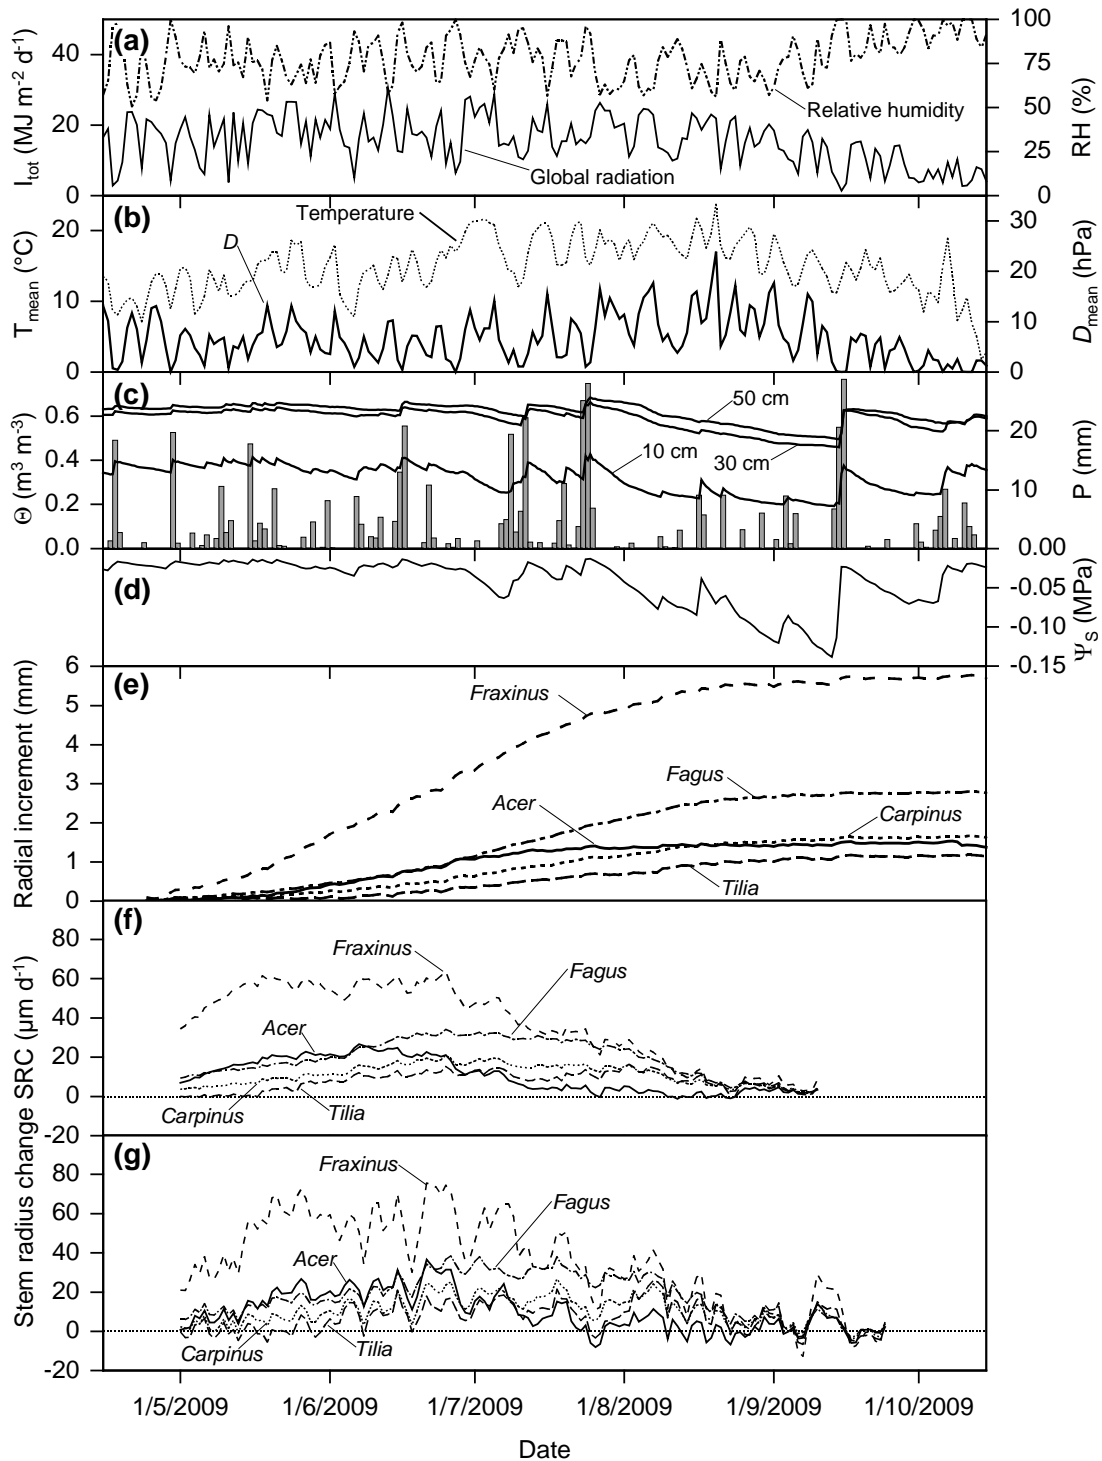 (a)
I_tot (MJ m⁻² d⁻¹)
40
20
0
100
75
50
25
0
RH (%)
Relative humidity
Global radiation
(b)
T_mean (°C)
20
10
0
30
20
10
0
D_mean (hPa)
Temperature
D
(c)
Θ (m³ m⁻³)
0.6
0.4
0.2
0.0
20
10
0.00
P (mm)
50 cm
10 cm
30 cm
(d)
-0.05
-0.10
-0.15
Ψ_S (MPa)
(e)
Radial increment (mm)
6
5
4
3
2
1
0
Fraxinus
Fagus
Acer
Carpinus
Tilia
(f)
Stem radius change SRC (µm d⁻¹)
80
60
40
20
0
-20
Fraxinus
Fagus
Acer
Carpinus
Tilia
(g)
80
60
40
20
0
-20
Fraxinus
Fagus
Acer
Carpinus
Tilia
1/5/2009 1/6/2009 1/7/2009 1/8/2009 1/9/2009 1/10/2009
Date